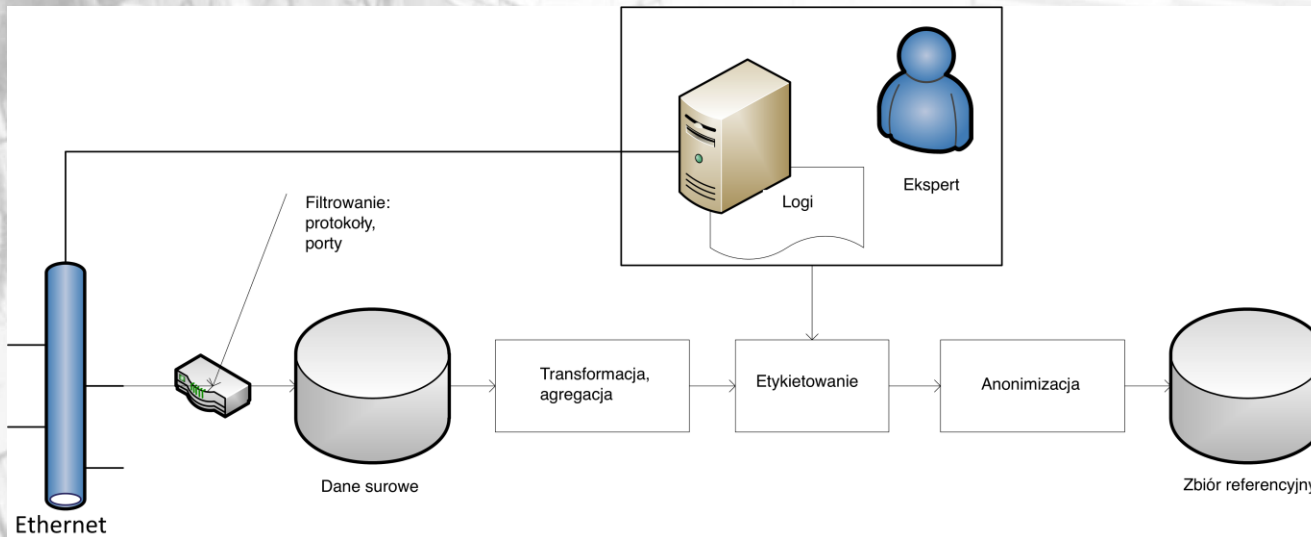 Ekspert
Logi
Filtrowanie:
protokoły,
porty
Transformacja,
agregacja
Etykietowanie
Anonimizacja
Dane surowe
Zbiór referencyjny
Ethernet